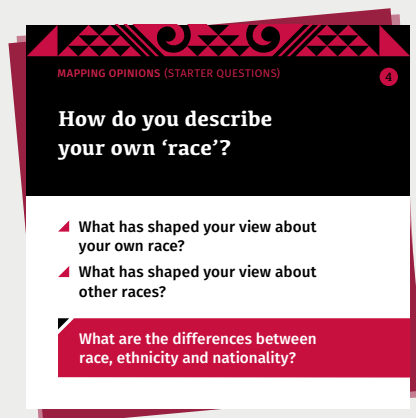 MAPPING OPINIONS (STARTER QUESTIONS)
4
How do you describe
your own ‘race’?
What has shaped your view about
your own race?
What has shaped your view about
other races?
What are the differences between
race, ethnicity and nationality?